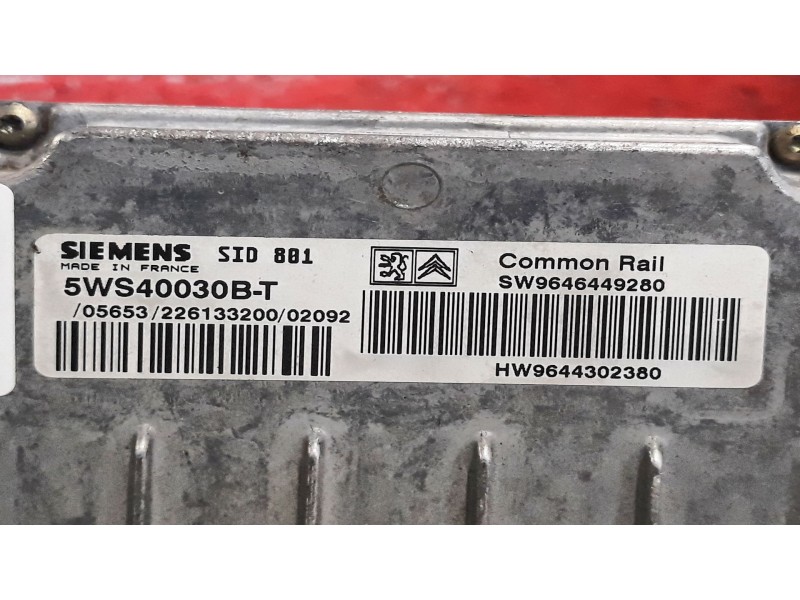 SIEMENS SID 801
MADE IN FRANCE
5WS40030B-T
/05653/226133200/02092
Common Rail
SW9646449280
HW9644302380